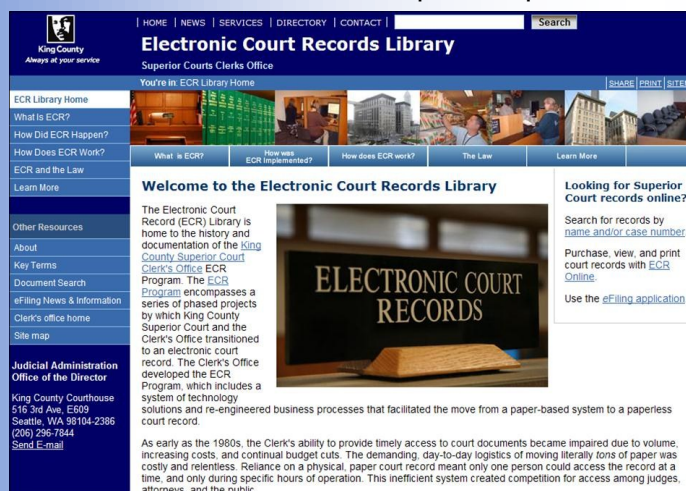 HOME | NEWS | SERVICES | DIRECTORY | CONTACT | Search
King County
Always at your service
Electronic Court Records Library
Superior Courts Clerks Office
You're in: ECR Library Home
SHARE | PRINT | SITE
ECR Library Home
What Is ECR?
How Did ECR Happen?
How Does ECR Work?
ECR and the Law
Learn More
Other Resources
About
Key Terms
Document Search
eFiling News & Information
Clerk's office home
Site map
Judicial Administration
Office of the Director
King County Courthouse
516 3rd Ave, E609
Seattle, WA 98104-2386
(206) 296-7844
Send E-mail
What is ECR?
How was
ECR Implemented?
How does ECR work?
The Law
Learn More
Welcome to the Electronic Court Records Library
The Electronic Court
Record (ECR) Library is
home to the history and
documentation of the King
County Superior Court
Clerk's Office ECR
Program. The ECR
Program encompasses a
series of phased projects
by which King County
Superior Court and the
Clerk's Office transitioned
to an electronic court
record. The Clerk's Office
developed the ECR
Program, which includes a
system of technology
solutions and re-engineered business processes that facilitated the move from a paper-based system to a paperless
court record.
ELECTRONIC COURT
RECORDS
As early as the 1980s, the Clerk's ability to provide timely access to court documents became impaired due to volume,
increasing costs, and continual budget cuts. The demanding, day-to-day logistics of moving literally tons of paper was
costly and relentless. Reliance on a physical, paper court record meant only one person could access the record at a
time, and only during specific hours of operation. This inefficient system created competition for access among judges,
attorneys, and the public.
Looking for Superior
Court records online?
Search for records by
name and/or case number
Purchase, view, and print
court records with ECR
Online.
Use the eFiling application